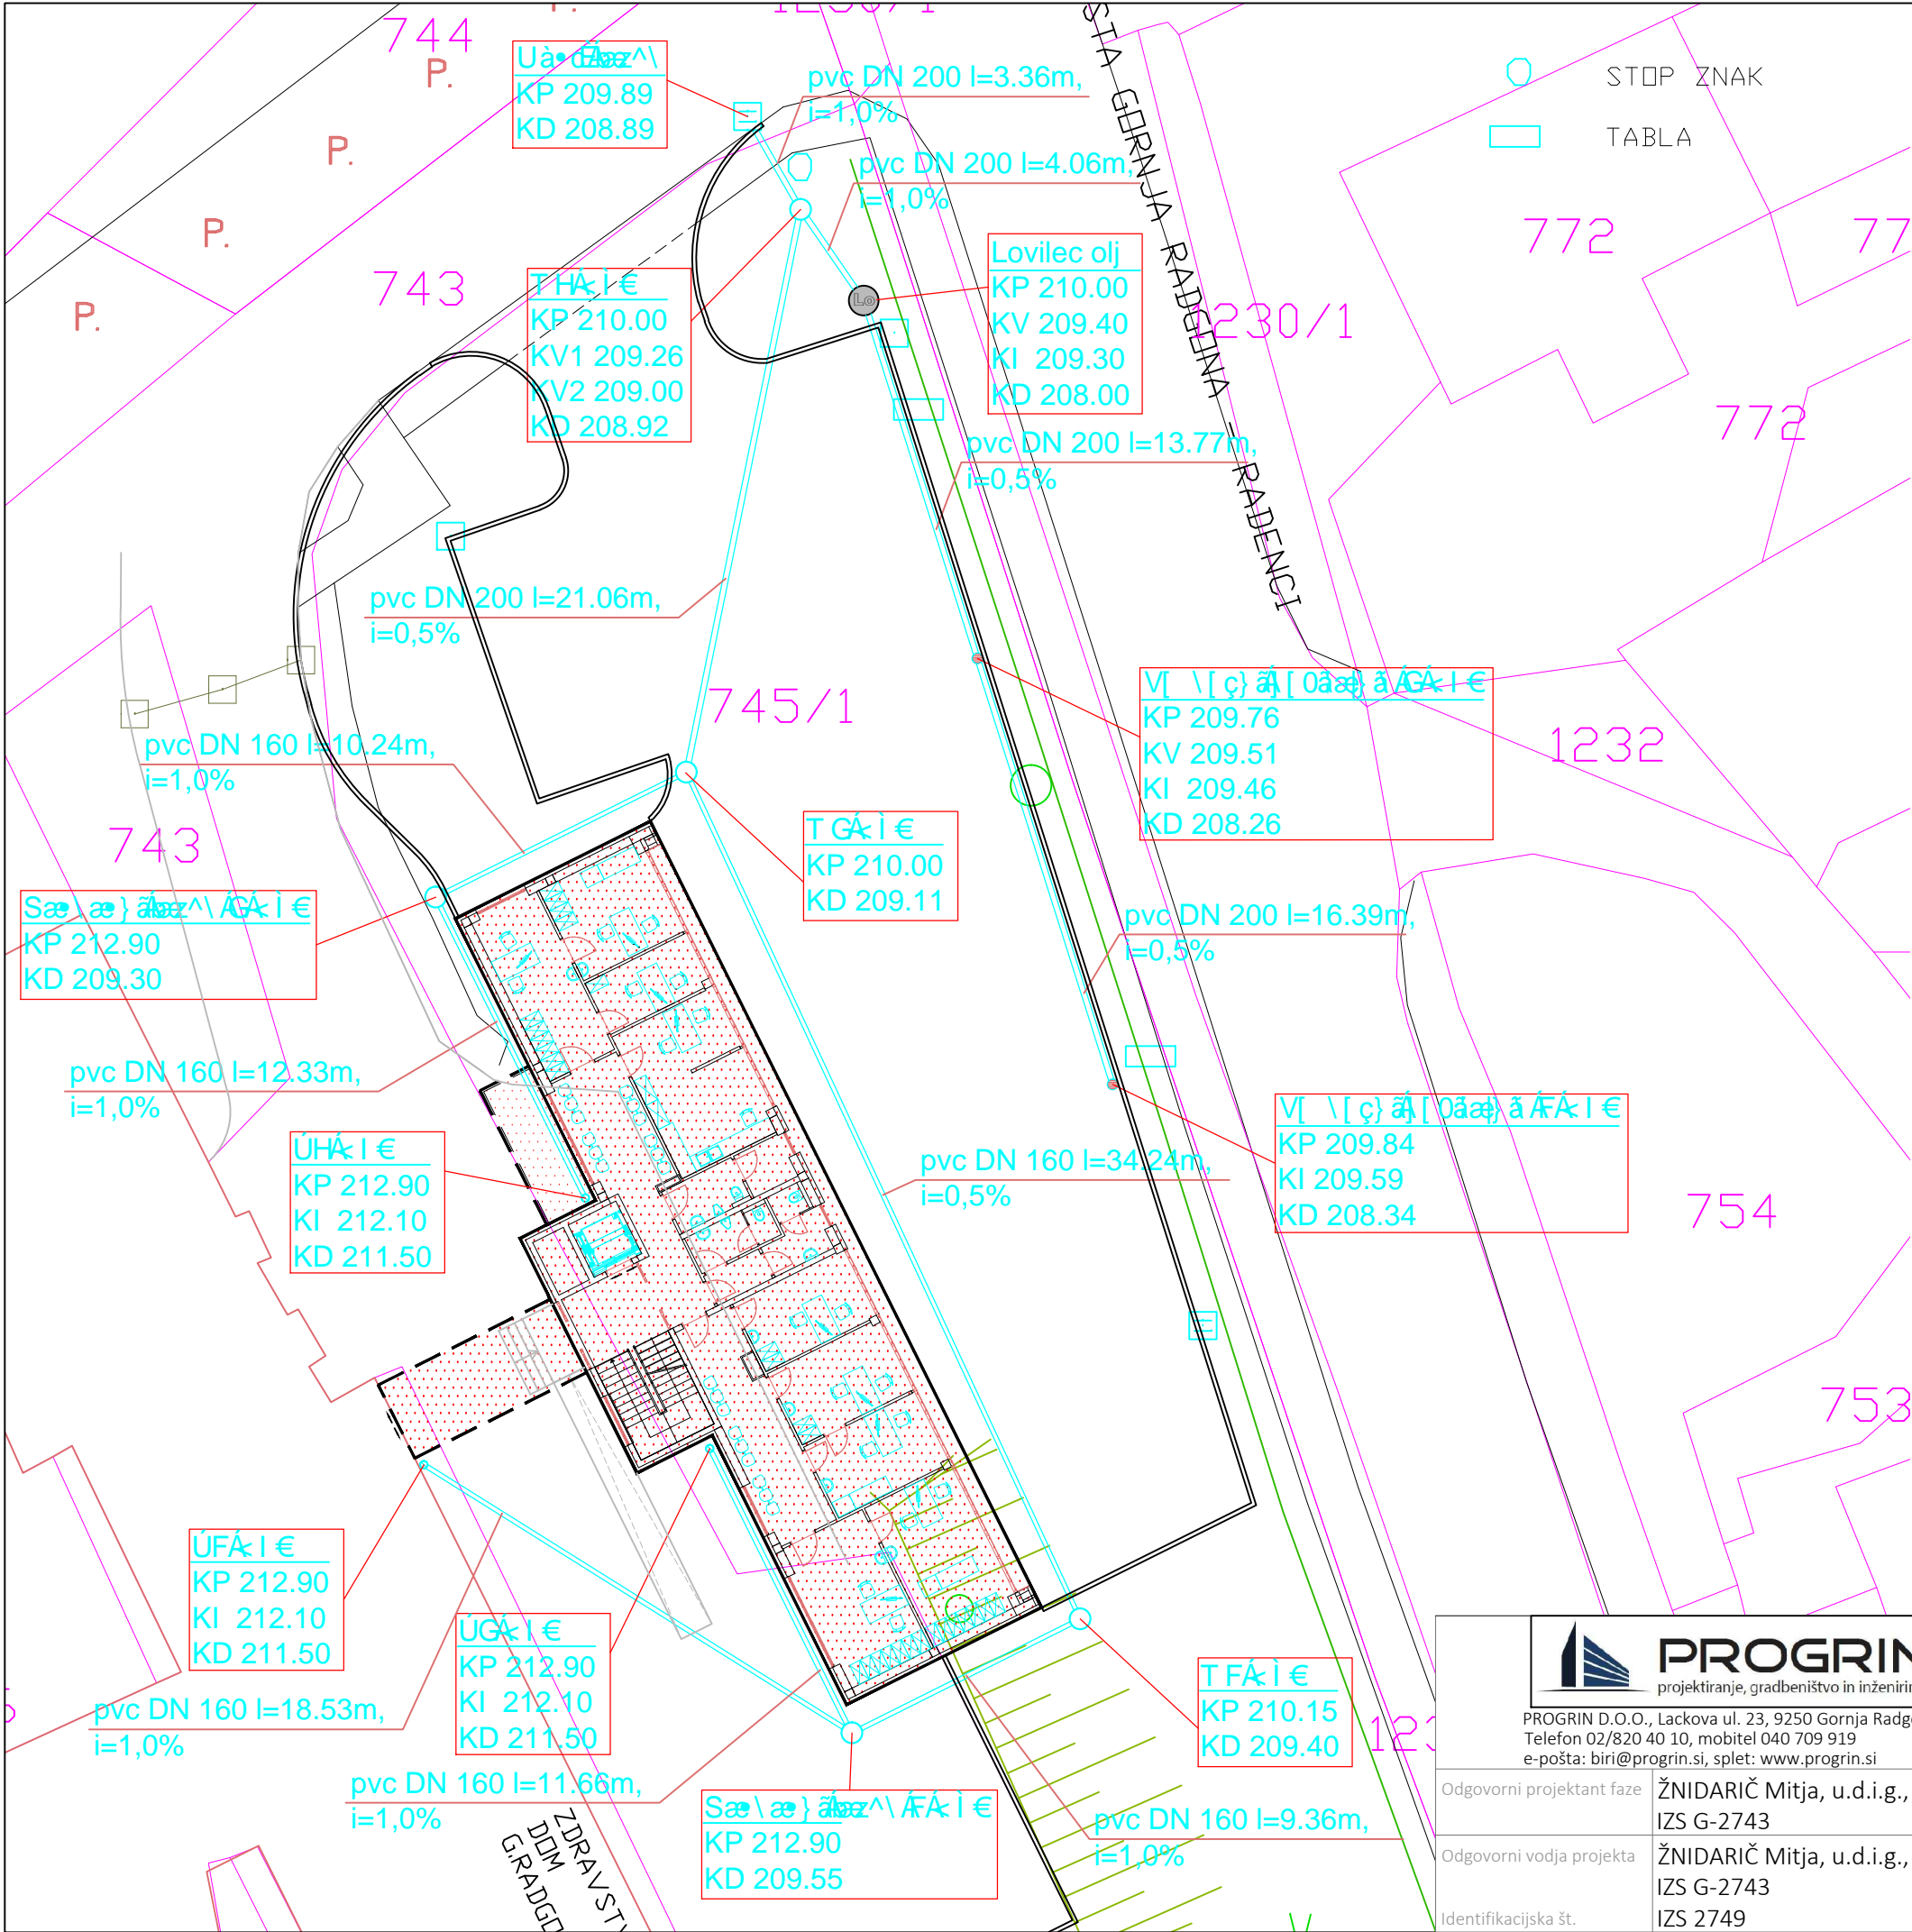 744
P.
P.
P.
P.
743
KP 209.89
KD 208.89
pvc DN 200 l=3.36m,
i=1,0%
pvc DN 200 l=4.06m,
i=1,0%
STOP ZNAK
TABLA
GORNJA RADGONA - RADENCI
1230/1
772
772
KP 210.00
KV1 209.26
KV2 209.00
KD 208.92
Lovilec olj
KP 210.00
KV 209.40
KI 209.30
KD 208.00
Lo
pvc DN 200 l=13.77m,
i=0,5%
pvc DN 200 l=21.06m,
i=0,5%
745/1
KP 209.76
KV 209.51
KI 209.46
KD 208.26
1232
pvc DN 160 l=10.24m,
i=1,0%
743
KP 210.00
KD 209.11
KP 212.90
KD 209.30
pvc DN 200 l=16.39m,
i=0,5%
pvc DN 160 l=12.33m,
i=1,0%
KP 212.90
KI 212.10
KD 211.50
pvc DN 160 l=34.24m,
i=0,5%
KP 209.84
KI 209.59
KD 208.34
754
753
KP 212.90
KI 212.10
KD 211.50
KP 212.90
KI 212.10
KD 211.50
pvc DN 160 l=18.53m,
i=1,0%
pvc DN 160 l=11.66m,
i=1,0%
KP 212.90
KD 209.55
KP 210.15
KD 209.40
pvc DN 160 l=9.36m,
i=1,0%
ZDRAVSTV
DOM
G.RADGO
PROGRIN
projektiranje, gradbeništvo in inženirin
PROGRIN D.O.O., Lackova ul. 23, 9250 Gornja Radgo
Telefon 02/820 40 10, mobitel 040 709 919
e-pošta: biri@progrin.si, splet: www.progrin.si
Odgovorni projektant faze
ŽNIDARIČ Mitja, u.d.i.g.,
IZS G-2743
Odgovorni vodja projekta
ŽNIDARIČ Mitja, u.d.i.g.,
IZS G-2743
Identifikacijska št.
IZS 2749